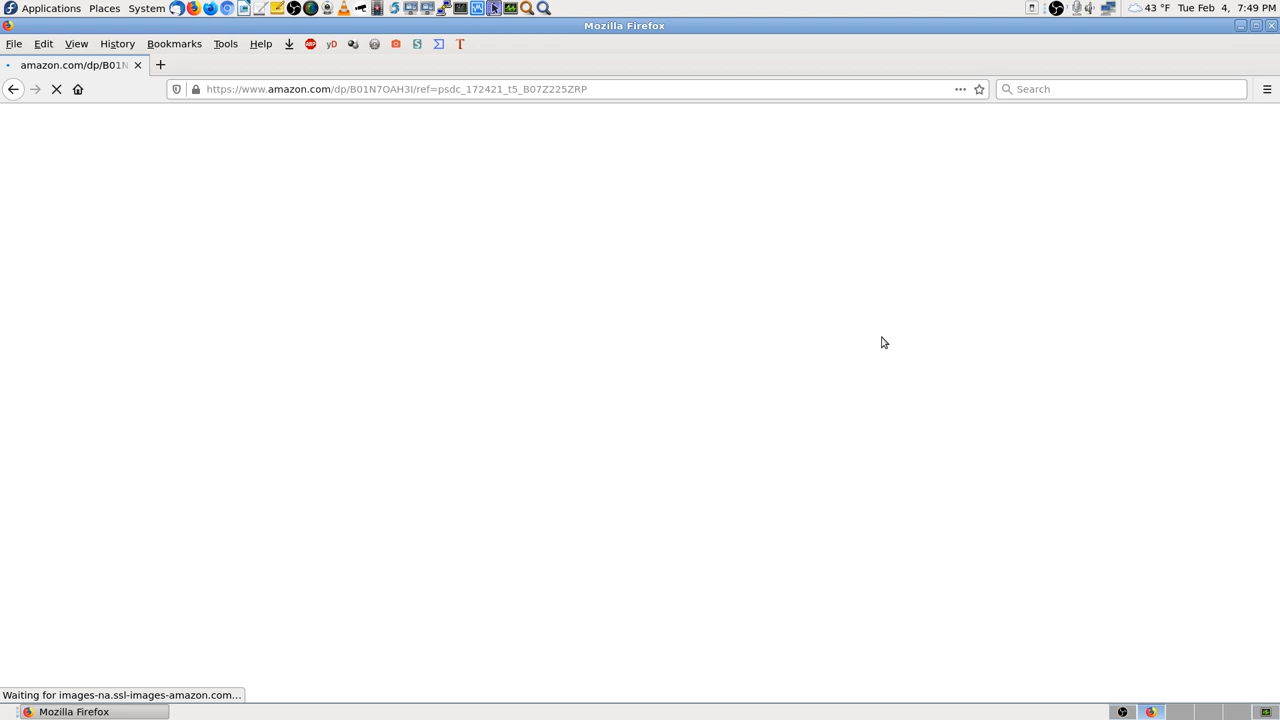 Applications Places System 43 °F Tue Feb 4, 7:49 PM
Mozilla Firefox
File Edit View History Bookmarks Tools Help ABP yD S Σ T
amazon.com/dp/B01N
https://www.amazon.com/dp/B01N7OAH3I/ref=psdc_172421_t5_B07Z225ZRP Search
Waiting for images-na.ssl-images-amazon.com...
Mozilla Firefox